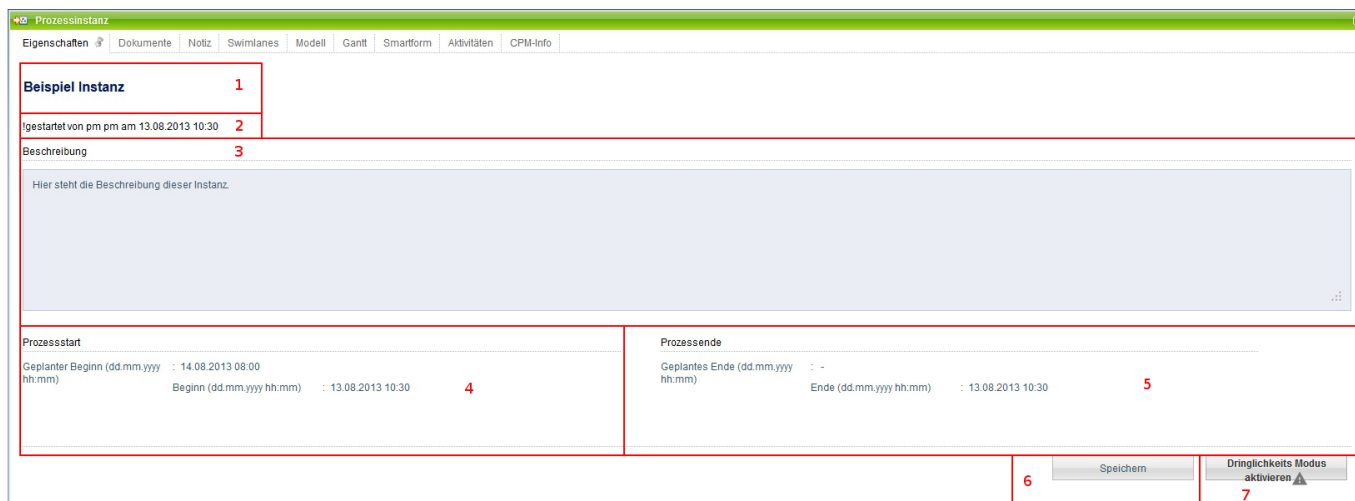 Prozessinstanz
Eigenschaften Dokumente Notiz Swimlanes Modell Gantt Smartform Aktivitäten CPM-Info
Beispiel Instanz 1
!gestartet von pm pm am 13.08.2013 10:30 2
Beschreibung 3
Hier steht die Beschreibung dieser Instanz.
Prozessstart Prozessende
Geplanter Beginn (dd.mm.yyyy : 14.08.2013 08:00 Geplantes Ende (dd.mm.yyyy : -
hh:mm) hh:mm)
Beginn (dd.mm.yyyy hh:mm) : 13.08.2013 10:30 4 Ende (dd.mm.yyyy hh:mm) : 13.08.2013 10:30 5
6 Speichern Dringlichkeits Modus
aktivieren
7